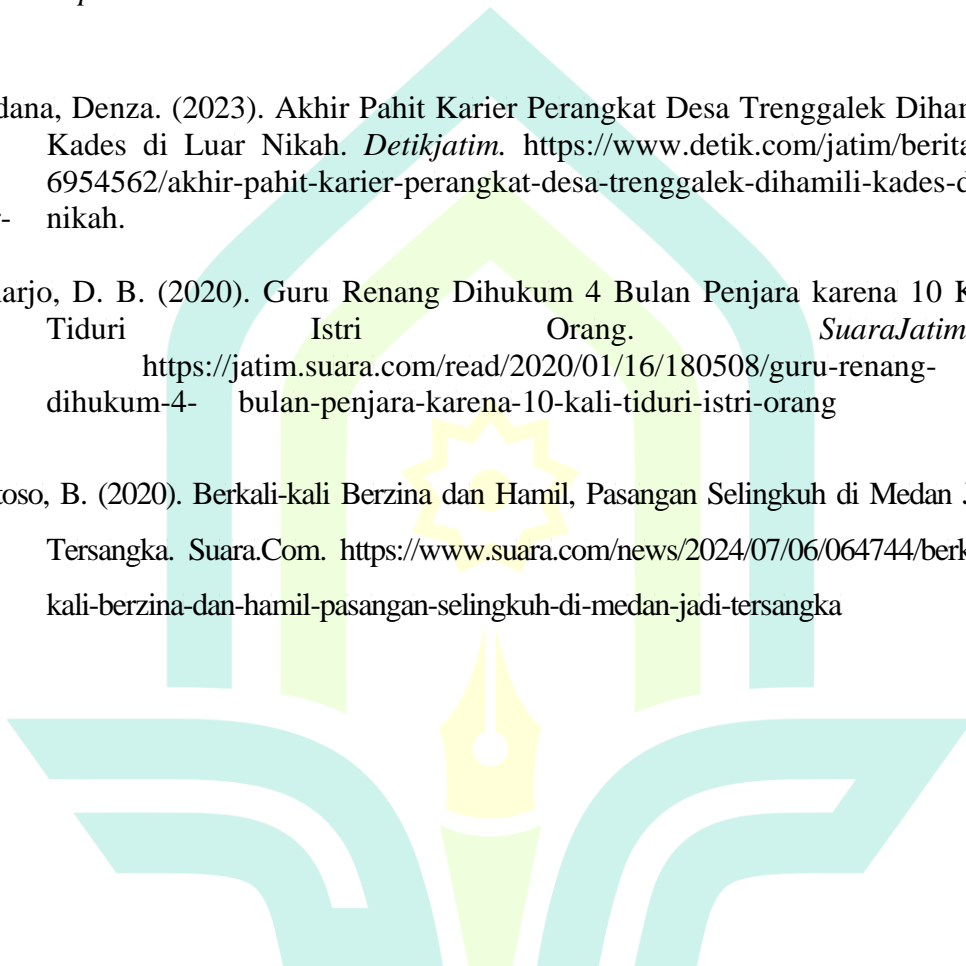 dana, Denza. (2023). Akhir Pahit Karier Perangkat Desa Trenggalek Diham
Kades di Luar Nikah. Detikjatim. https://www.detik.com/jatim/berita
6954562/akhir-pahit-karier-perangkat-desa-trenggalek-dihamili-kades-d
- nikah.
arjo, D. B. (2020). Guru Renang Dihukum 4 Bulan Penjara karena 10 K
Tiduri Istri Orang. SuaraJatim
https://jatim.suara.com/read/2020/01/16/180508/guru-renang-
dihukum-4- bulan-penjara-karena-10-kali-tiduri-istri-orang
toso, B. (2020). Berkali-kali Berzina dan Hamil, Pasangan Selingkuh di Medan J
Tersangka. Suara.Com. https://www.suara.com/news/2024/07/06/064744/berk
kali-berzina-dan-hamil-pasangan-selingkuh-di-medan-jadi-tersangka